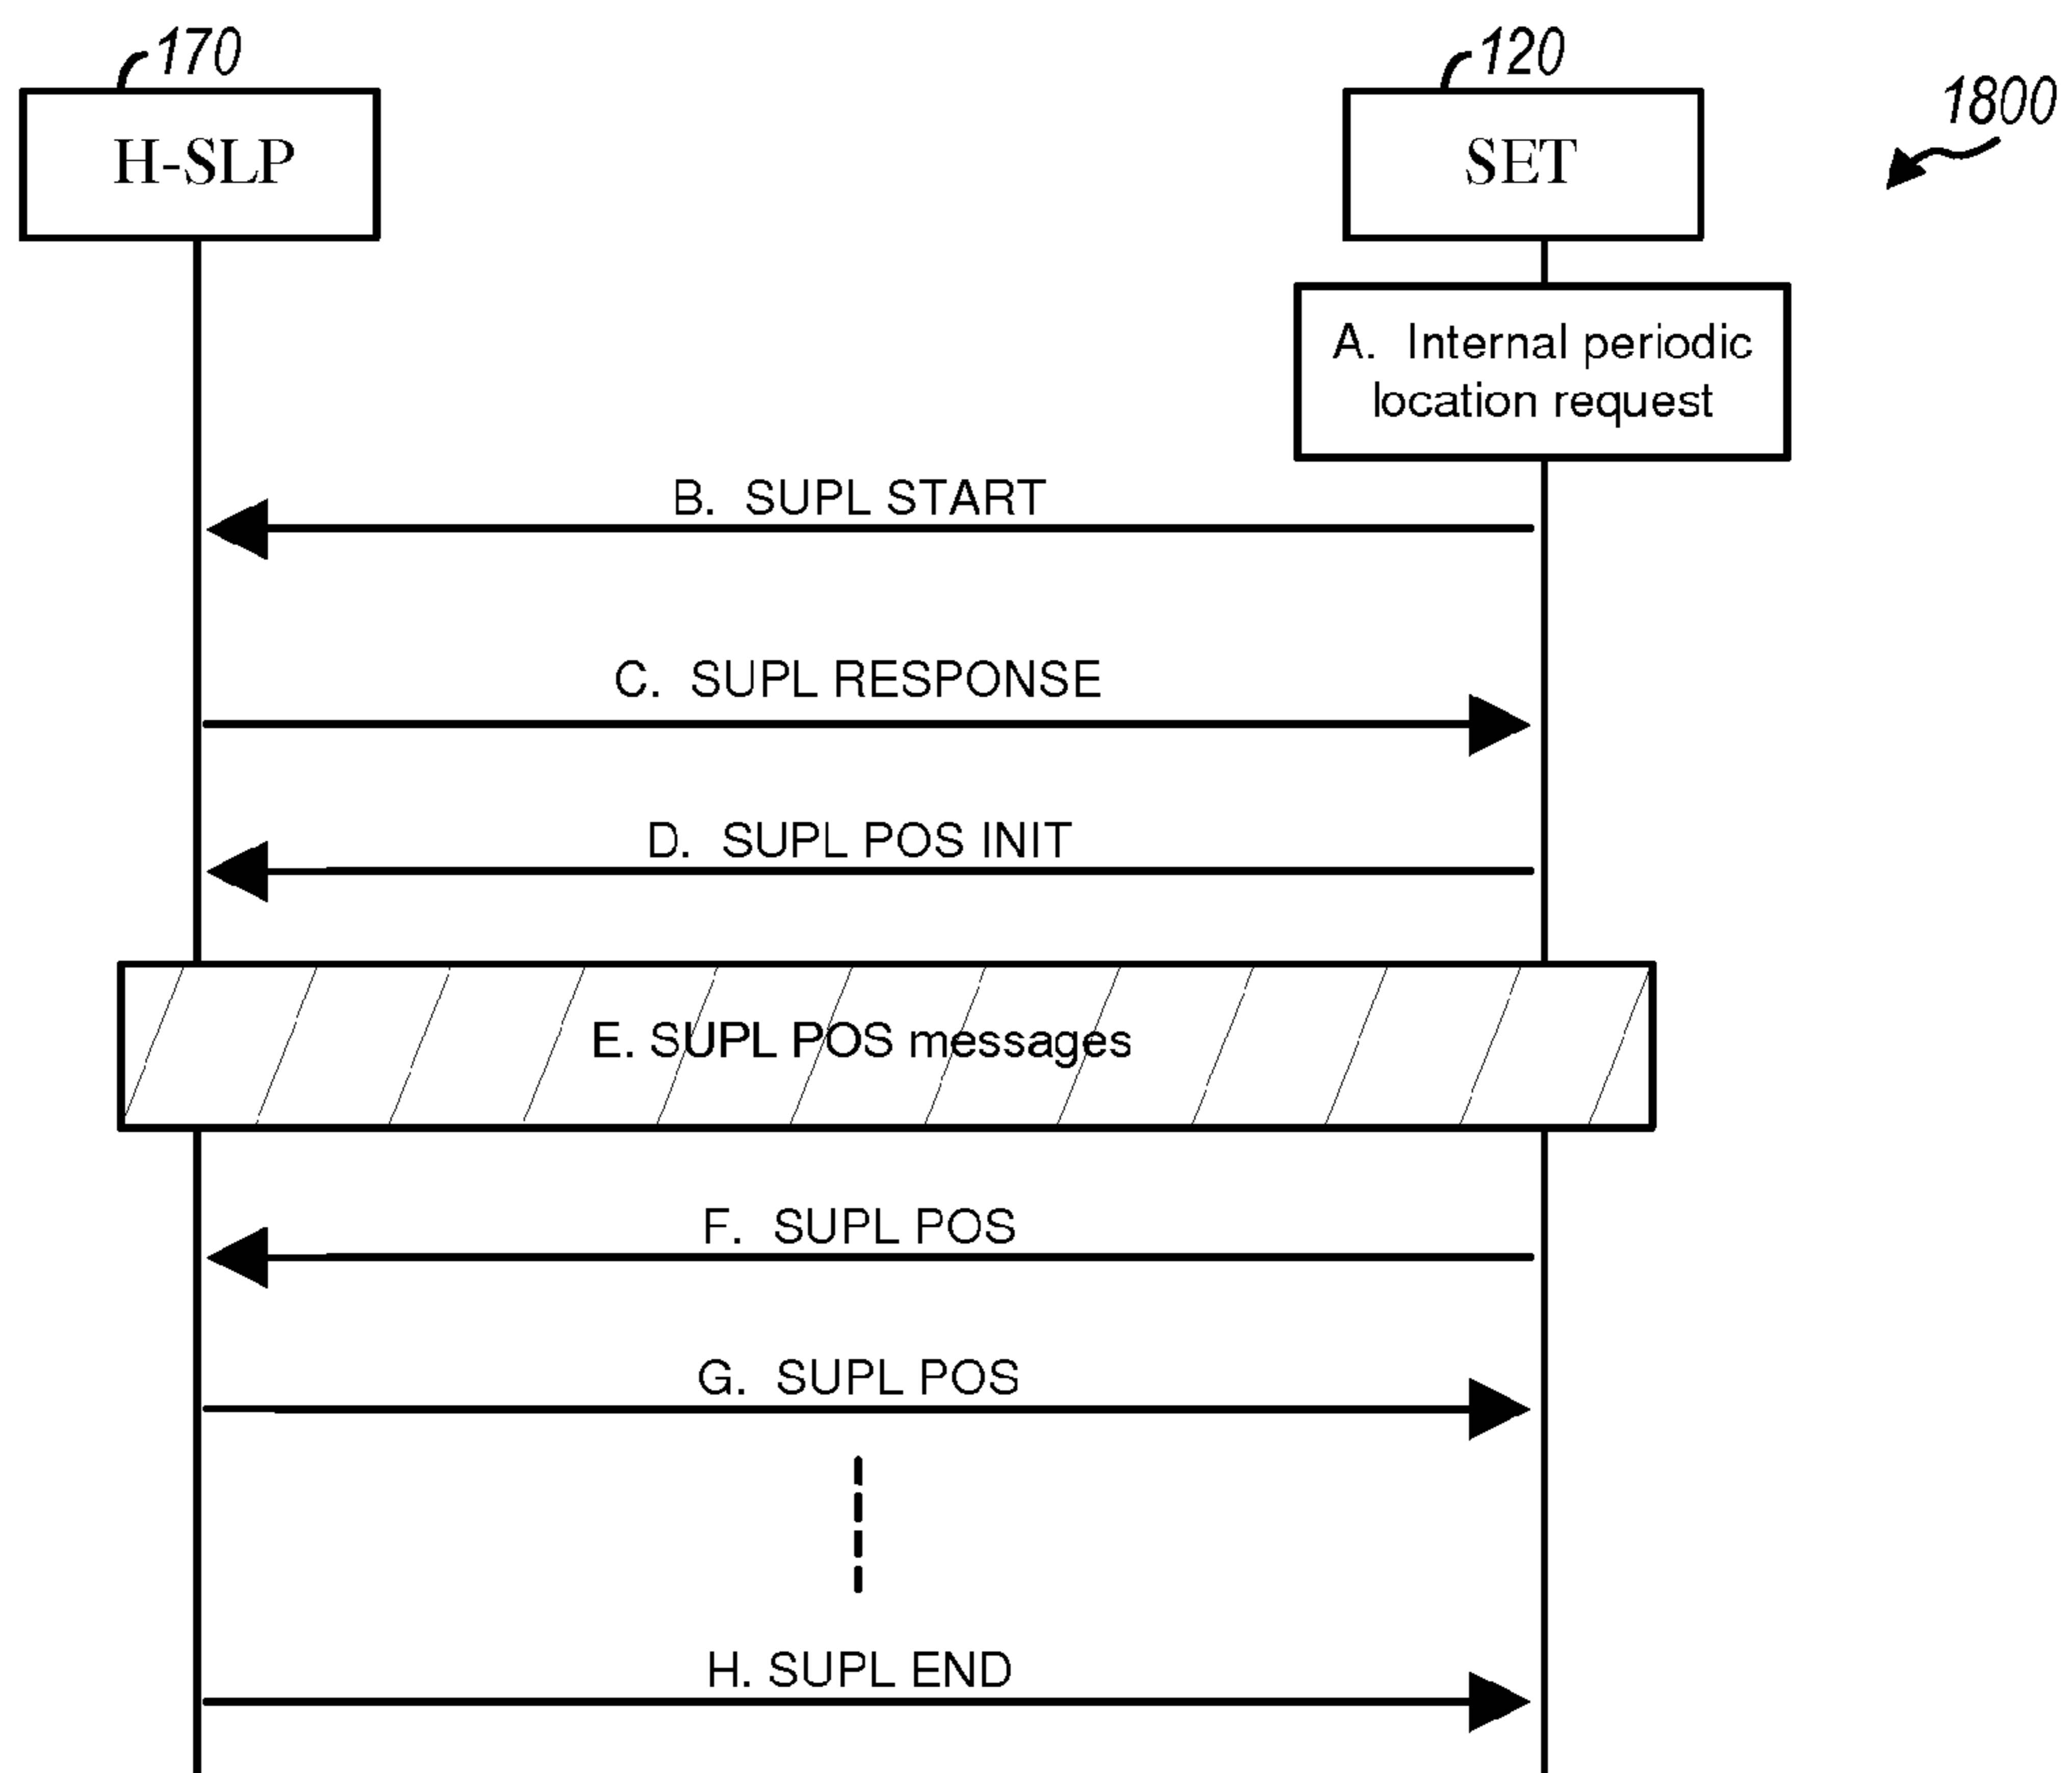 170
120
1800
H-SLP
SET
A. Internal periodic
location request
B. SUPL START
C. SUPL RESPONSE
D. SUPL POS INIT
E. SUPL POS messages
F. SUPL POS
G. SUPL POS
H. SUPL END